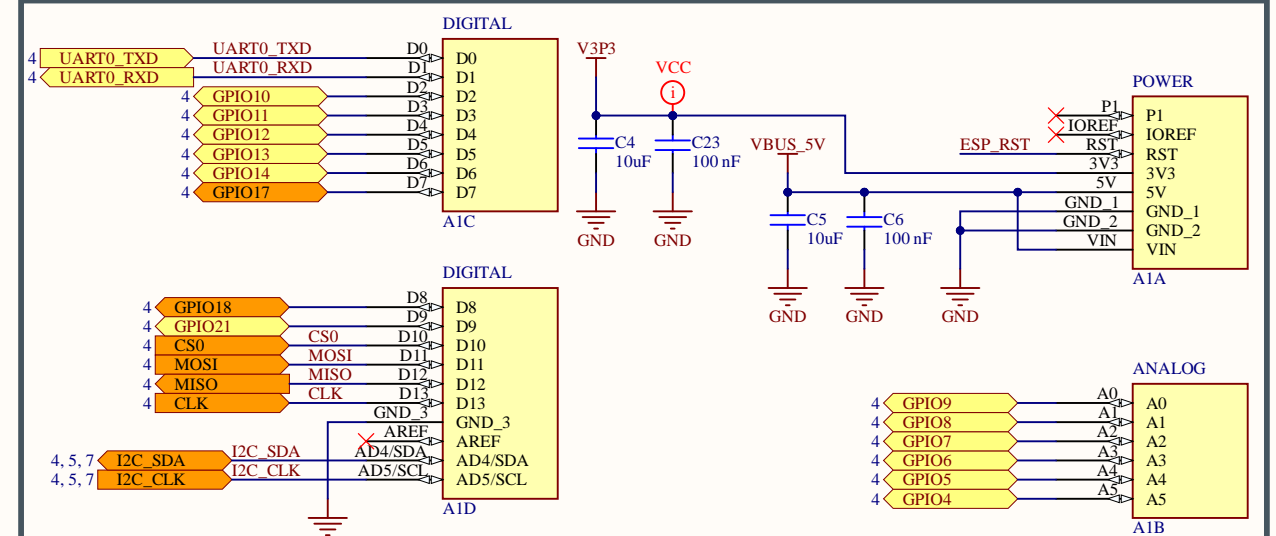 DIGITAL
4 UART0_TXD UART0_TXD D0 D0
4 UART0_RXD UART0_RXD D1 D1
4 GPIO10 D2 D2
4 GPIO11 D3 D3
4 GPIO12 D4 D4
4 GPIO13 D5 D5
4 GPIO14 D6 D6
4 GPIO17 D7 D7
A1C
V3P3
VCC
i
C4
10uF
C23
100 nF
GND
GND
VBUS_5V
C5
10uF
C6
100 nF
GND
GND
GND
POWER
P1 P1
IOREF IOREF
ESP_RST RST RST
3V3 3V3
5V 5V
GND_1 GND_1
GND_2 GND_2
VIN VIN
A1A
DIGITAL
4 GPIO18 D8 D8
4 GPIO21 D9 D9
4 CS0 CS0 D10 D10
4 MOSI MOSI D11 D11
4 MISO MISO D12 D12
4 CLK CLK D13 D13
GND_3 GND_3
AREF AREF
4, 5, 7 I2C_SDA I2C_SDA AD4/SDA AD4/SDA
4, 5, 7 I2C_CLK I2C_CLK AD5/SCL AD5/SCL
A1D
ANALOG
4 GPIO9 A0 A0
4 GPIO8 A1 A1
4 GPIO7 A2 A2
4 GPIO6 A3 A3
4 GPIO5 A4 A4
4 GPIO4 A5 A5
A1B